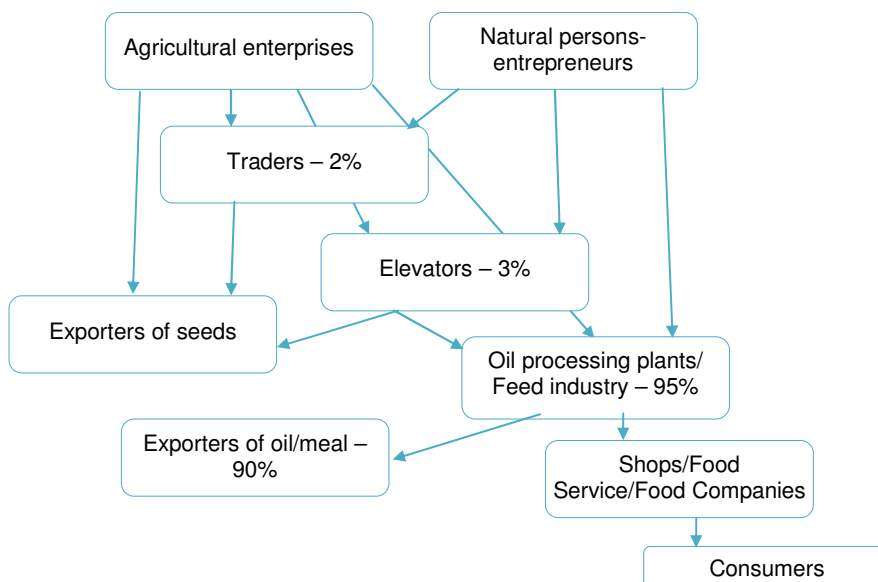 Agricultural enterprises
Natural persons-
entrepreneurs
Traders – 2%
Elevators – 3%
Exporters of seeds
Oil processing plants/
Feed industry – 95%
Exporters of oil/meal –
90%
Shops/Food
Service/Food Companies
Consumers